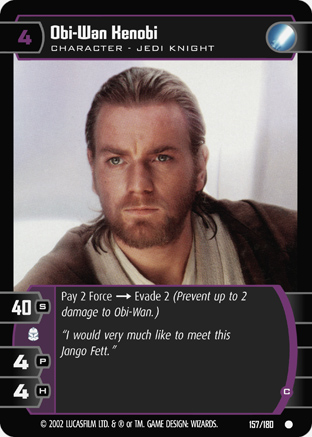 4 Obi-Wan Kenobi
CHARACTER - JEDI KNIGHT
40 S
Pay 2 Force → Evade 2 (Prevent up to 2
damage to Obi-Wan.)
"I would very much like to meet this
Jango Fett."
4 P
4 H
C
© 2002 LUCASFILM LTD. & ® or TM. GAME DESIGN: WIZARDS. 157/180